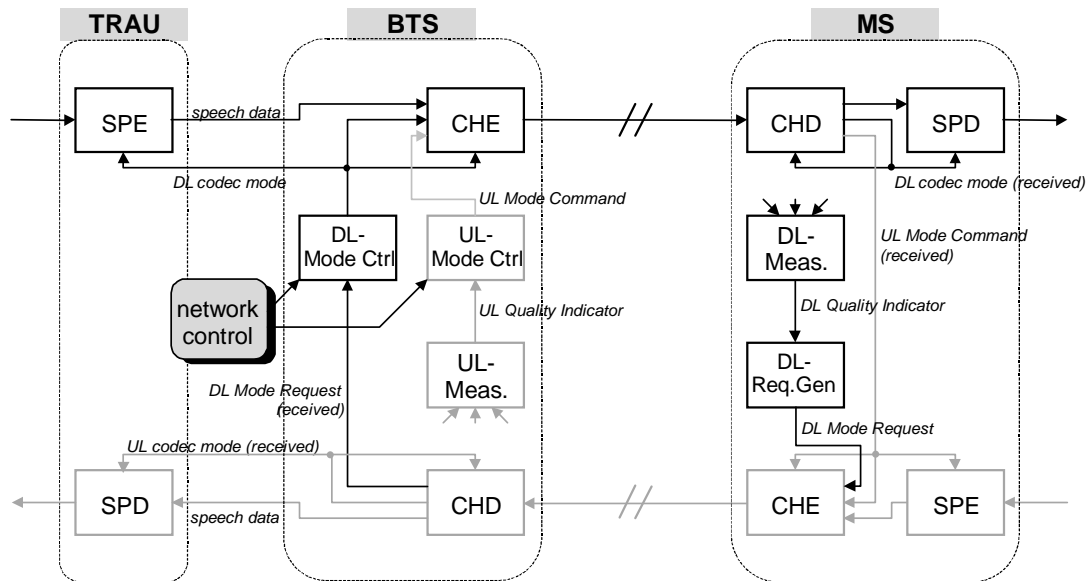 TRAU
BTS
MS
SPE
speech data
CHE
CHD
SPD
DL codec mode
DL codec mode (received)
UL Mode Command
DL-
Mode Ctrl
UL-
Mode Ctrl
DL-
Meas.
UL Mode Command
(received)
network
control
UL Quality Indicator
DL Quality Indicator
UL-
Meas.
DL-
Req.Gen
DL Mode Request
(received)
DL Mode Request
UL codec mode (received)
SPD
speech data
CHD
CHE
SPE